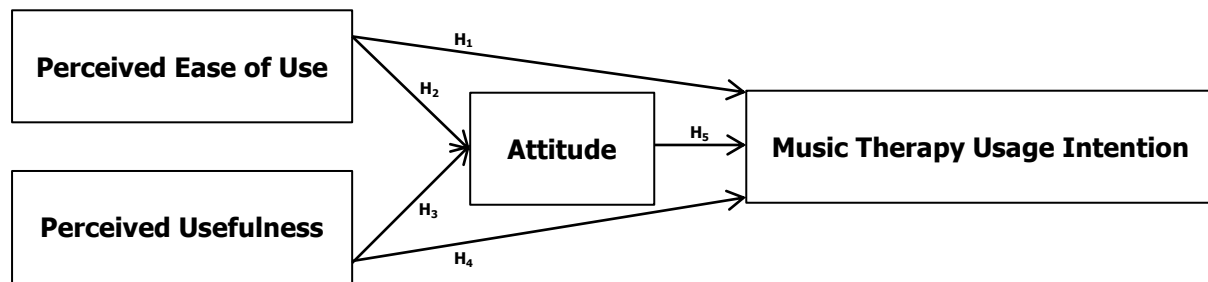 Perceived Ease of Use
H₁
H₂
Attitude
H₅
Music Therapy Usage Intention
Perceived Usefulness
H₃
H₄